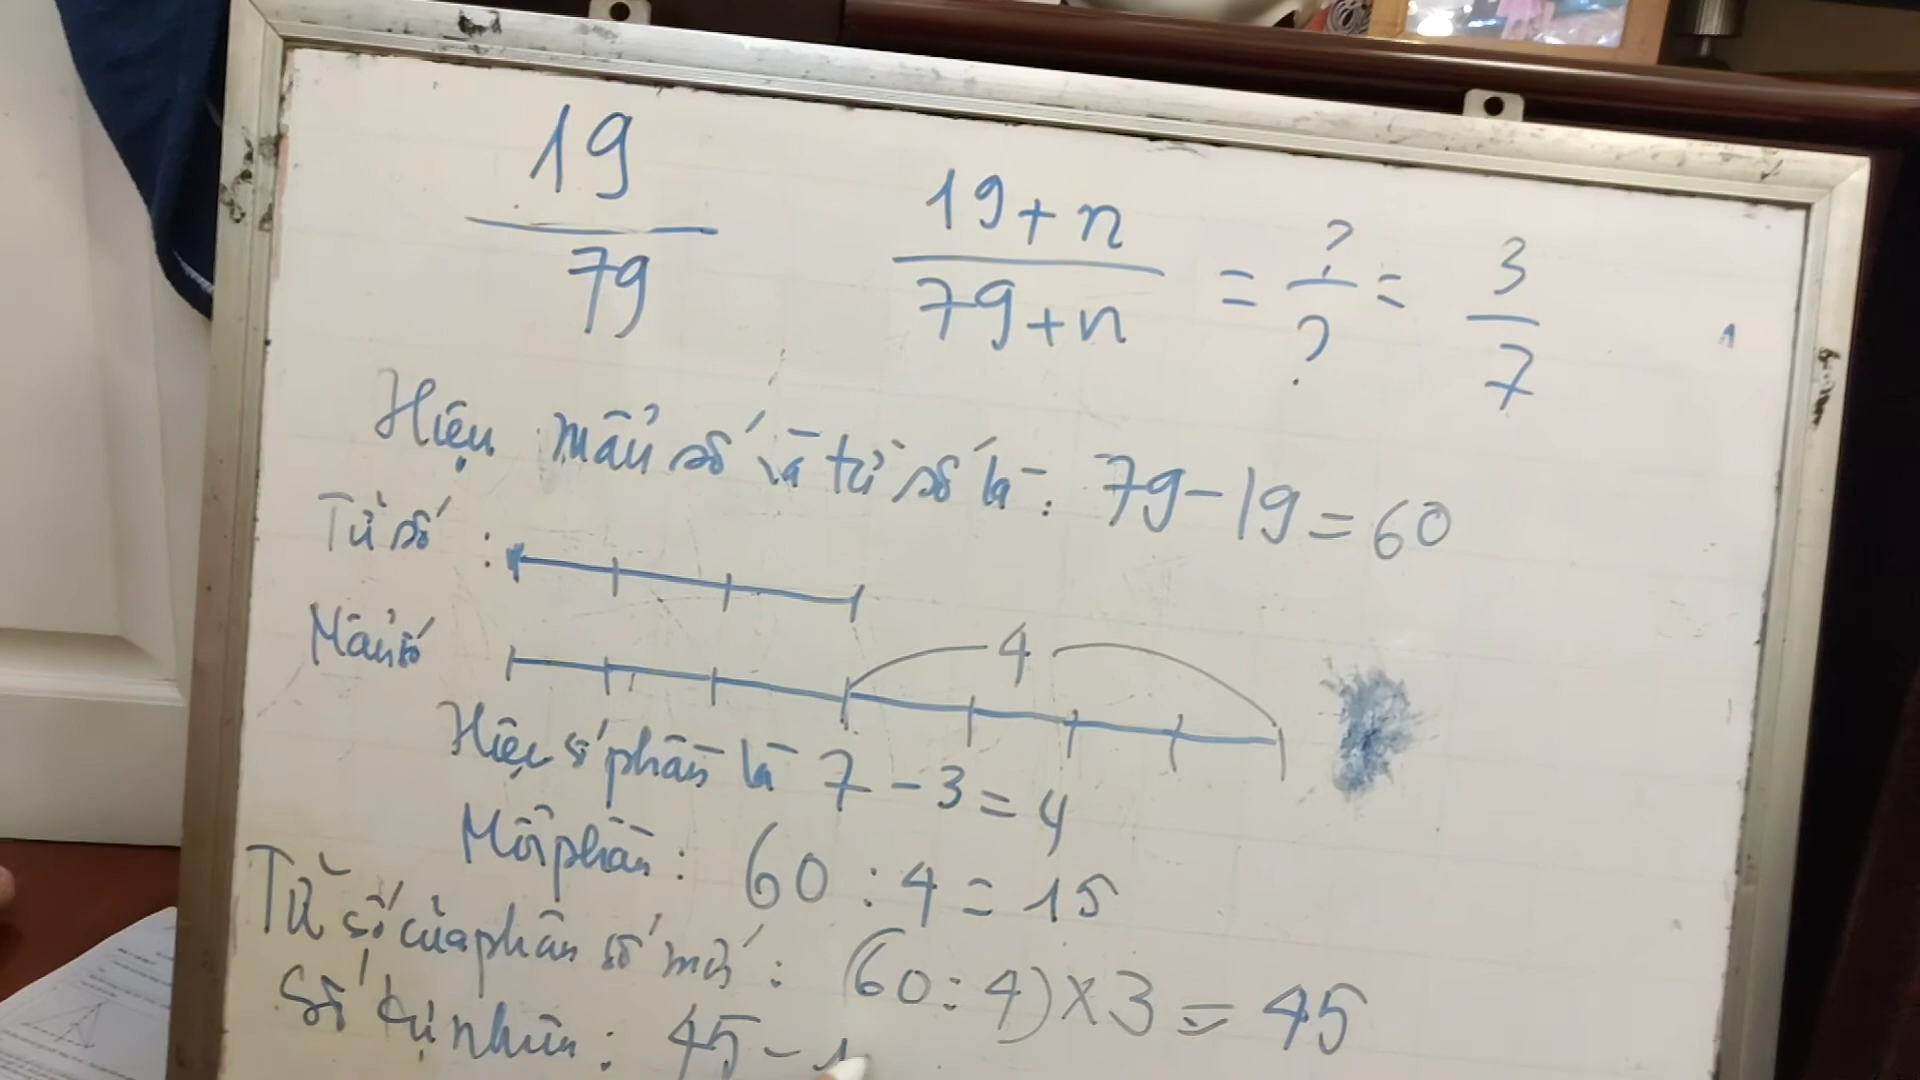 19/79 (19+n)/(79+n) = ?/? = 3/7
Hiệu mẫu số và tử số là: 79 - 19 = 60
Tử số :
Mẫu số
4
Hiệu số phần là 7 - 3 = 4
Mỗi phần : 60 : 4 = 15
Tử số của phân số mới : (60 : 4) x 3 = 45
Số tự nhiên : 45 - 1